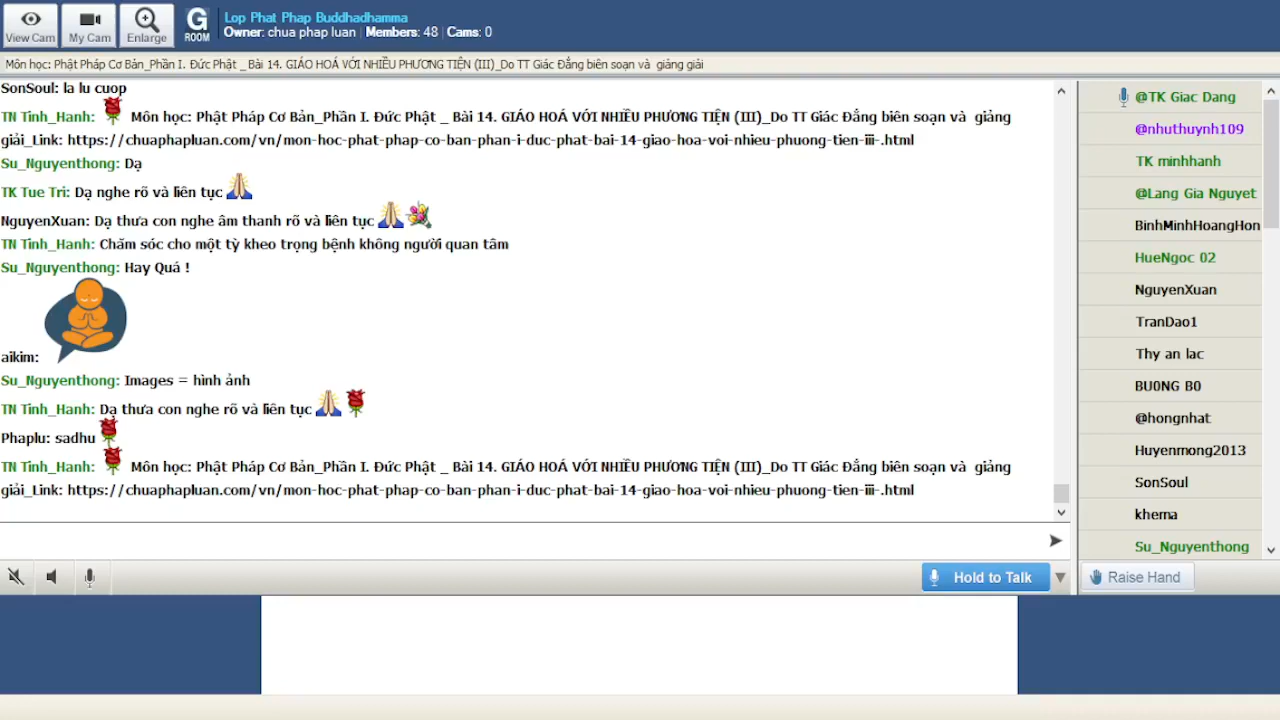 View Cam
My Cam
Enlarge
G
ROOM
Lop Phat Phap Buddhadhamma
Owner: chua phap luan | Members: 48 | Cams: 0
Môn học: Phật Pháp Cơ Bản_Phần I. Đức Phật _ Bài 14. GIÁO HOÁ VỚI NHIỀU PHƯƠNG TIỆN (III)_Do TT Giác Đẳng biên soạn và giảng giải
SonSoul: la lu cuop
TN Tinh_Hanh: Môn học: Phật Pháp Cơ Bản_Phần I. Đức Phật _ Bài 14. GIÁO HOÁ VỚI NHIỀU PHƯƠNG TIỆN (III)_Do TT Giác Đẳng biên soạn và giảng
giải_Link: https://chuaphapluan.com/vn/mon-hoc-phat-phap-co-ban-phan-i-duc-phat-bai-14-giao-hoa-voi-nhieu-phuong-tien-iii-.html
Su_Nguyenthong: Dạ
TK Tue Tri: Dạ nghe rõ và liên tục
NguyenXuan: Dạ thưa con nghe âm thanh rõ và liên tục
TN Tinh_Hanh: Chăm sóc cho một tỳ kheo trọng bệnh không người quan tâm
Su_Nguyenthong: Hay Quá !
aikim:
Su_Nguyenthong: Images = hình ảnh
TN Tinh_Hanh: Dạ thưa con nghe rõ và liên tục
Phaplu: sadhu
TN Tinh_Hanh: Môn học: Phật Pháp Cơ Bản_Phần I. Đức Phật _ Bài 14. GIÁO HOÁ VỚI NHIỀU PHƯƠNG TIỆN (III)_Do TT Giác Đẳng biên soạn và giảng
giải_Link: https://chuaphapluan.com/vn/mon-hoc-phat-phap-co-ban-phan-i-duc-phat-bai-14-giao-hoa-voi-nhieu-phuong-tien-iii-.html
@TK Giac Dang
@nhuthuynh109
TK minhhanh
@Lang Gia Nguyet
BinhMinhHoangHon
HueNgoc 02
NguyenXuan
TranDao1
Thy an lac
BU0NG B0
@hongnhat
Huyenmong2013
SonSoul
khema
Su_Nguyenthong
Hold to Talk
Raise Hand